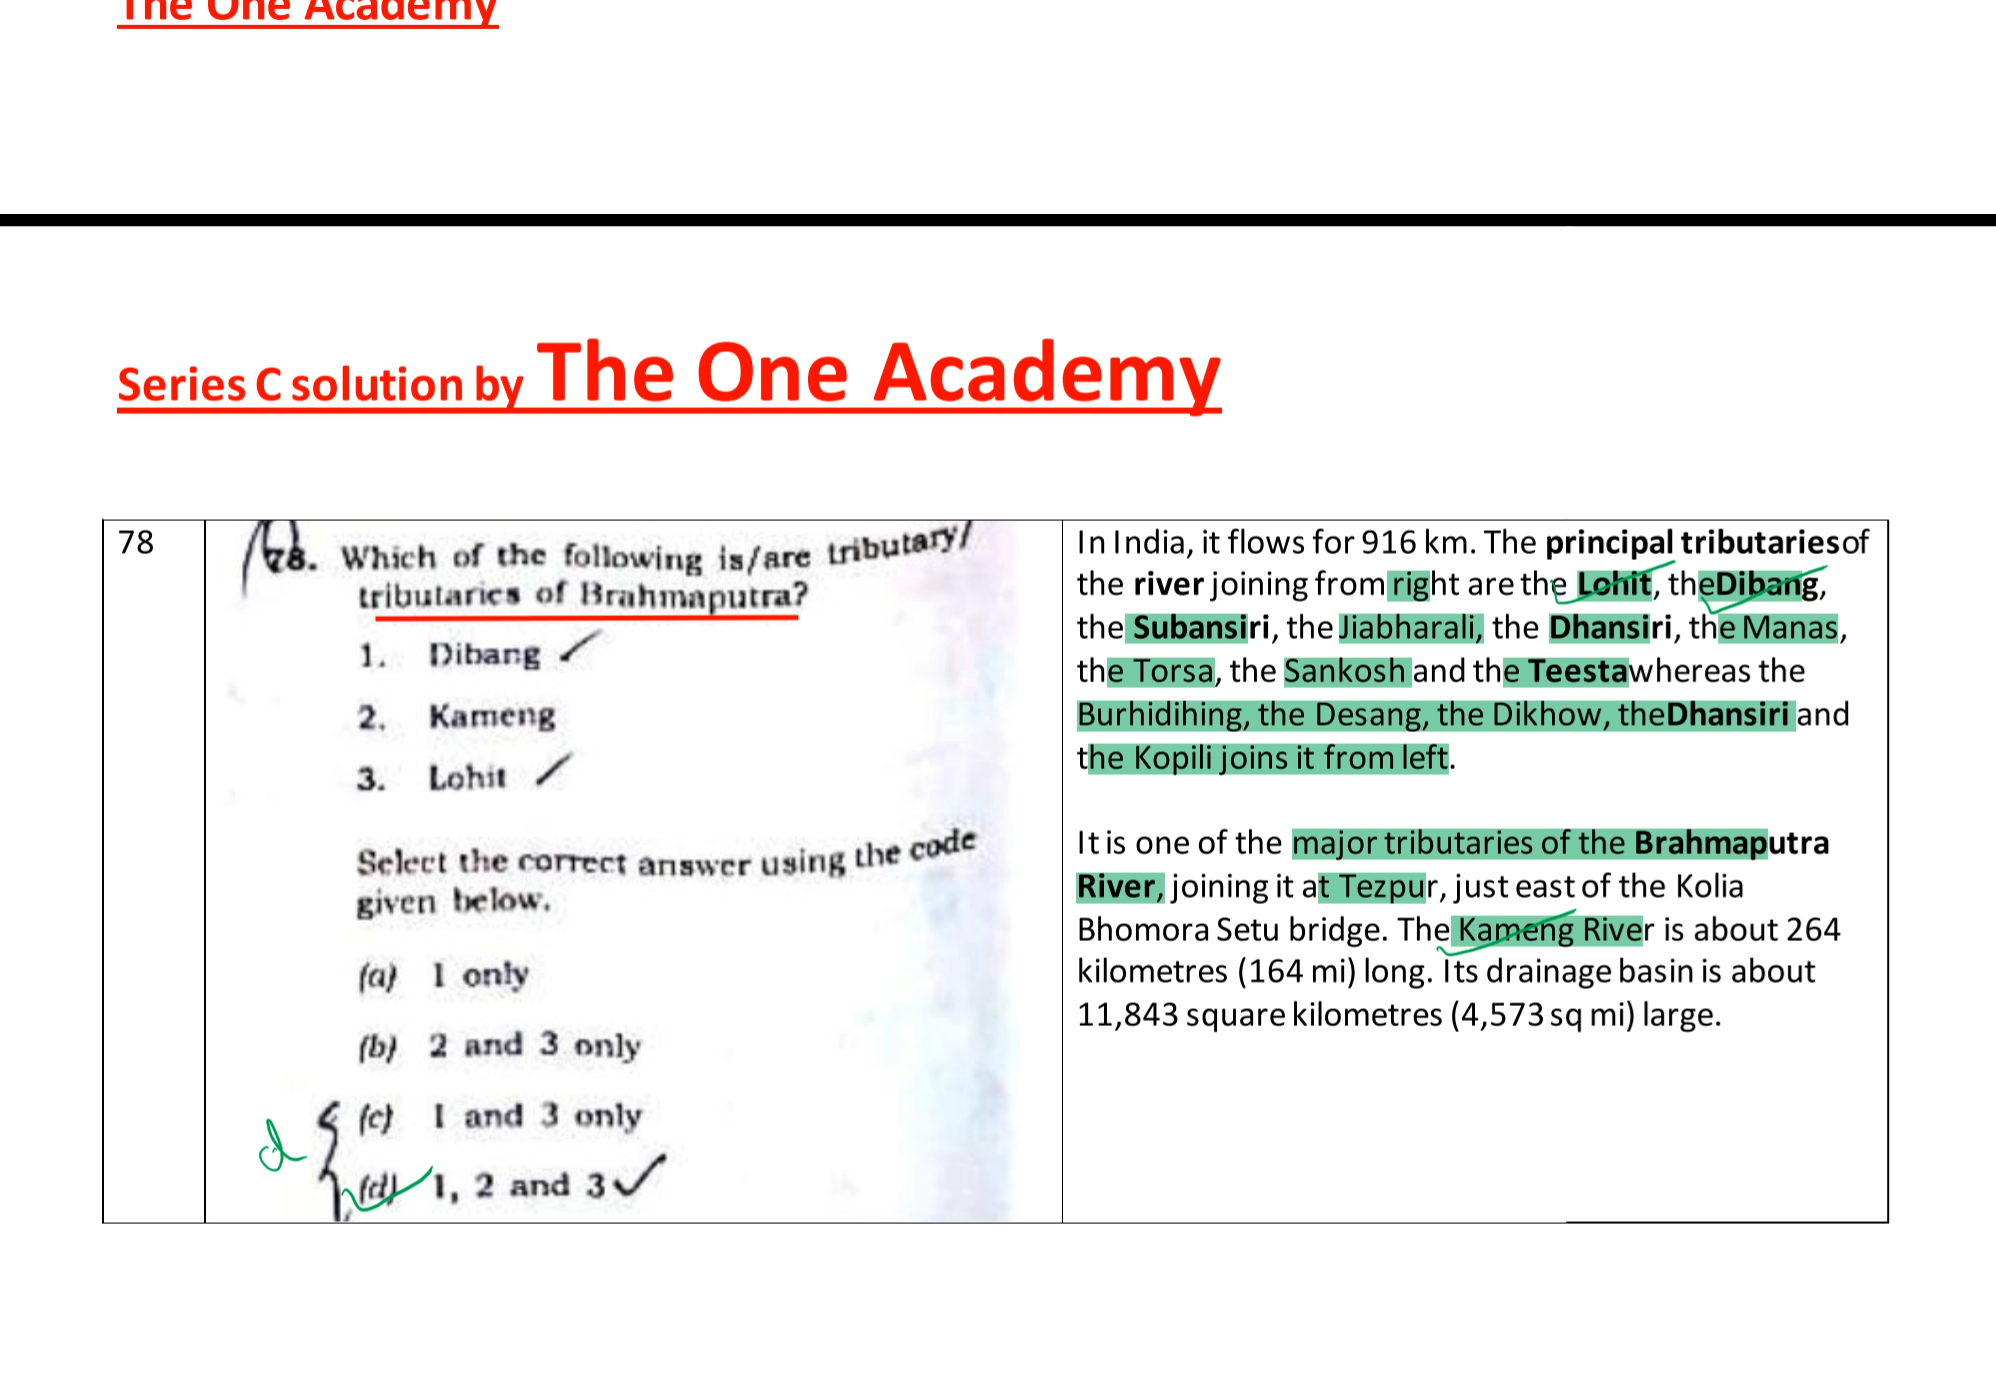 The One Academy
Series C solution by The One Academy
78
78. Which of the following is/are tributary/
tributaries of Brahmaputra?
1. Dibang
2. Kameng
3. Lohit
Select the correct answer using the code
given below.
(a) 1 only
(b) 2 and 3 only
(c) 1 and 3 only
d
(d) 1, 2 and 3
In India, it flows for 916 km. The principal tributaries of
the river joining from right are the Lohit, the Dibang,
the Subansiri, the Jiabharali, the Dhansiri, the Manas,
the Torsa, the Sankosh and the Teesta whereas the
Burhidihing, the Desang, the Dikhow, the Dhansiri and
the Kopili joins it from left.
It is one of the major tributaries of the Brahmaputra
River, joining it at Tezpur, just east of the Kolia
Bhomora Setu bridge. The Kameng River is about 264
kilometres (164 mi) long. Its drainage basin is about
11,843 square kilometres (4,573 sq mi) large.